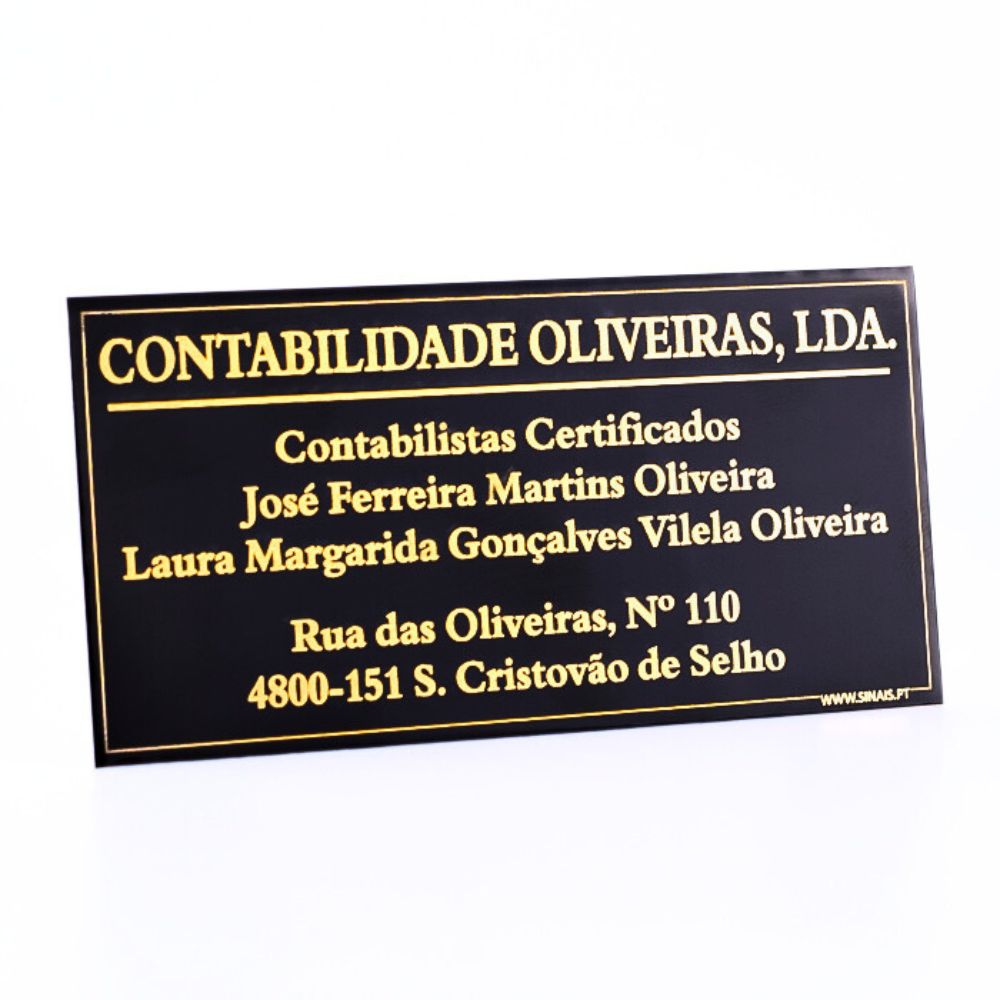 CONTABILIDADE OLIVEIRAS, LDA.
Contabilistas Certificados
José Ferreira Martins Oliveira
Laura Margarida Gonçalves Vilela Oliveira
Rua das Oliveiras, Nº 110
4800-151 S. Cristovão de Selho
WWW.SINAIS.PT